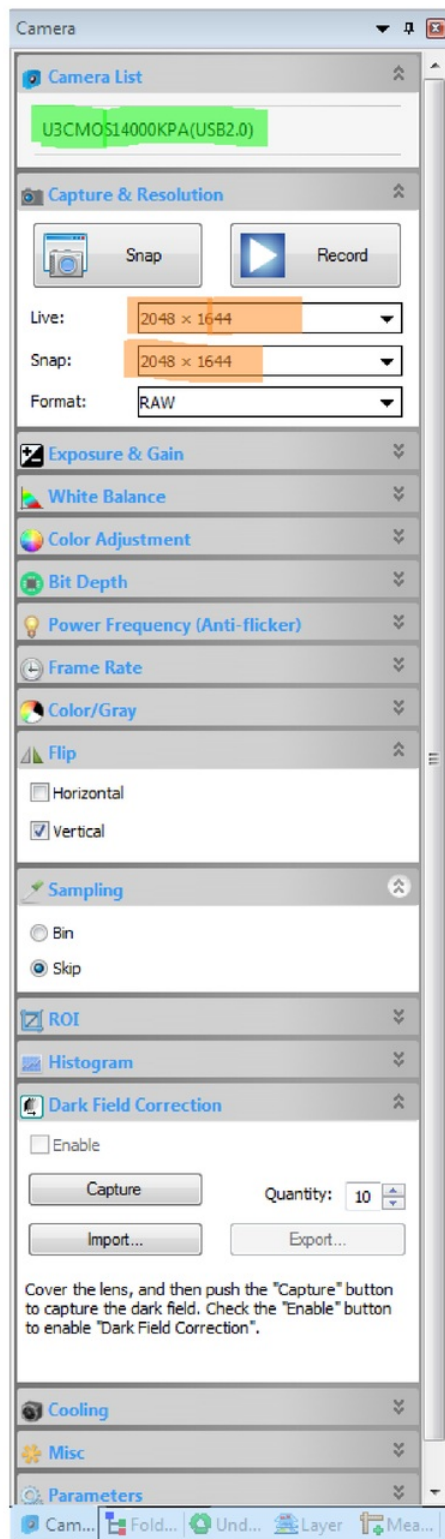 Camera
Camera List
U3CMOS14000KPA(USB2.0)
Capture & Resolution
Snap Record
Live: 2048 × 1644
Snap: 2048 × 1644
Format: RAW
Exposure & Gain
White Balance
Color Adjustment
Bit Depth
Power Frequency (Anti-flicker)
Frame Rate
Color/Gray
Flip
Horizontal
Vertical
Sampling
Bin
Skip
ROI
Histogram
Dark Field Correction
Enable
Capture Quantity: 10
Import... Export...
Cover the lens, and then push the "Capture" button
to capture the dark field. Check the "Enable" button
to enable "Dark Field Correction".
Cooling
Misc
Parameters
Cam... Fold... Und... Layer Mea...